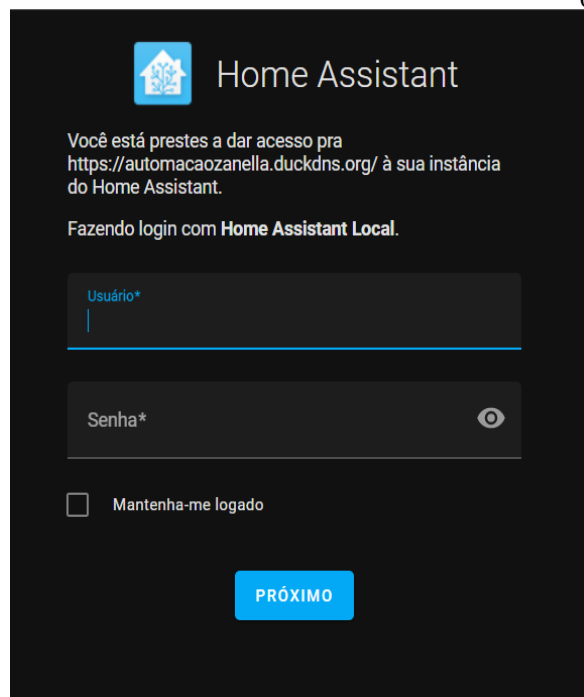 Home Assistant
Você está prestes a dar acesso pra
https://automacaozanella.duckdns.org/ à sua instância
do Home Assistant.
Fazendo login com Home Assistant Local.
Usuário*
Senha*
Mantenha-me logado
PRÓXIMO